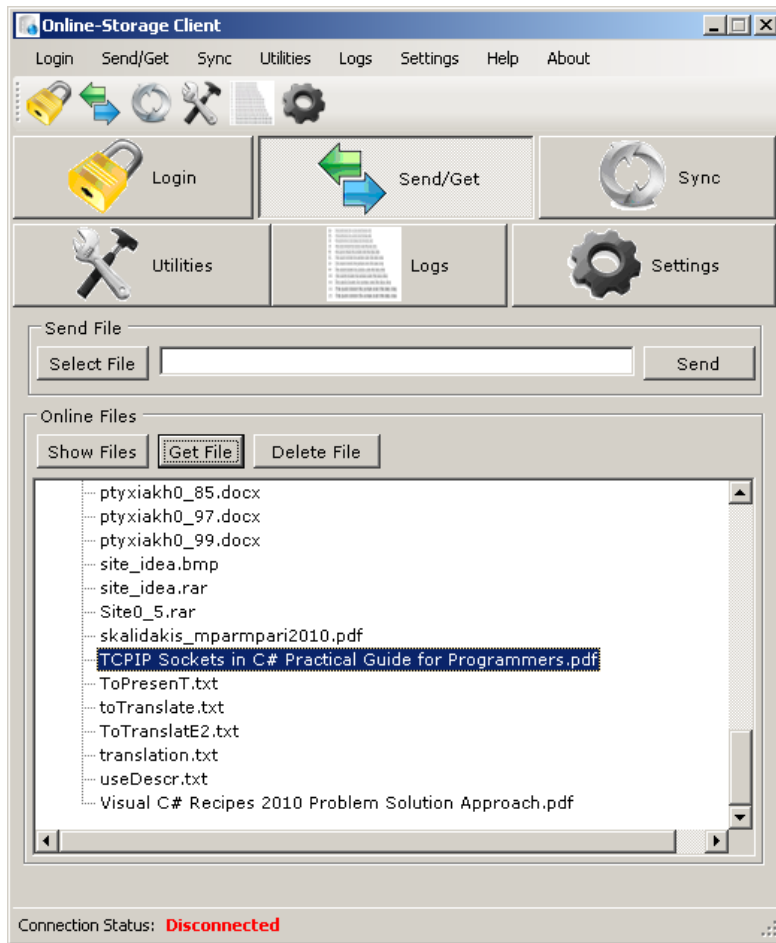 Online-Storage Client
Login Send/Get Sync Utilities Logs Settings Help About
Login Send/Get Sync
Utilities Logs Settings
Send File
Select File Send
Online Files
Show Files Get File Delete File
ptyxiakh0_85.docx
ptyxiakh0_97.docx
ptyxiakh0_99.docx
site_idea.bmp
site_idea.rar
Site0_5.rar
skalidakis_mparmpari2010.pdf
TCPIP Sockets in C# Practical Guide for Programmers.pdf
ToPresenT.txt
toTranslate.txt
ToTranslatE2.txt
translation.txt
useDescr.txt
Visual C# Recipes 2010 Problem Solution Approach.pdf
Connection Status: Disconnected